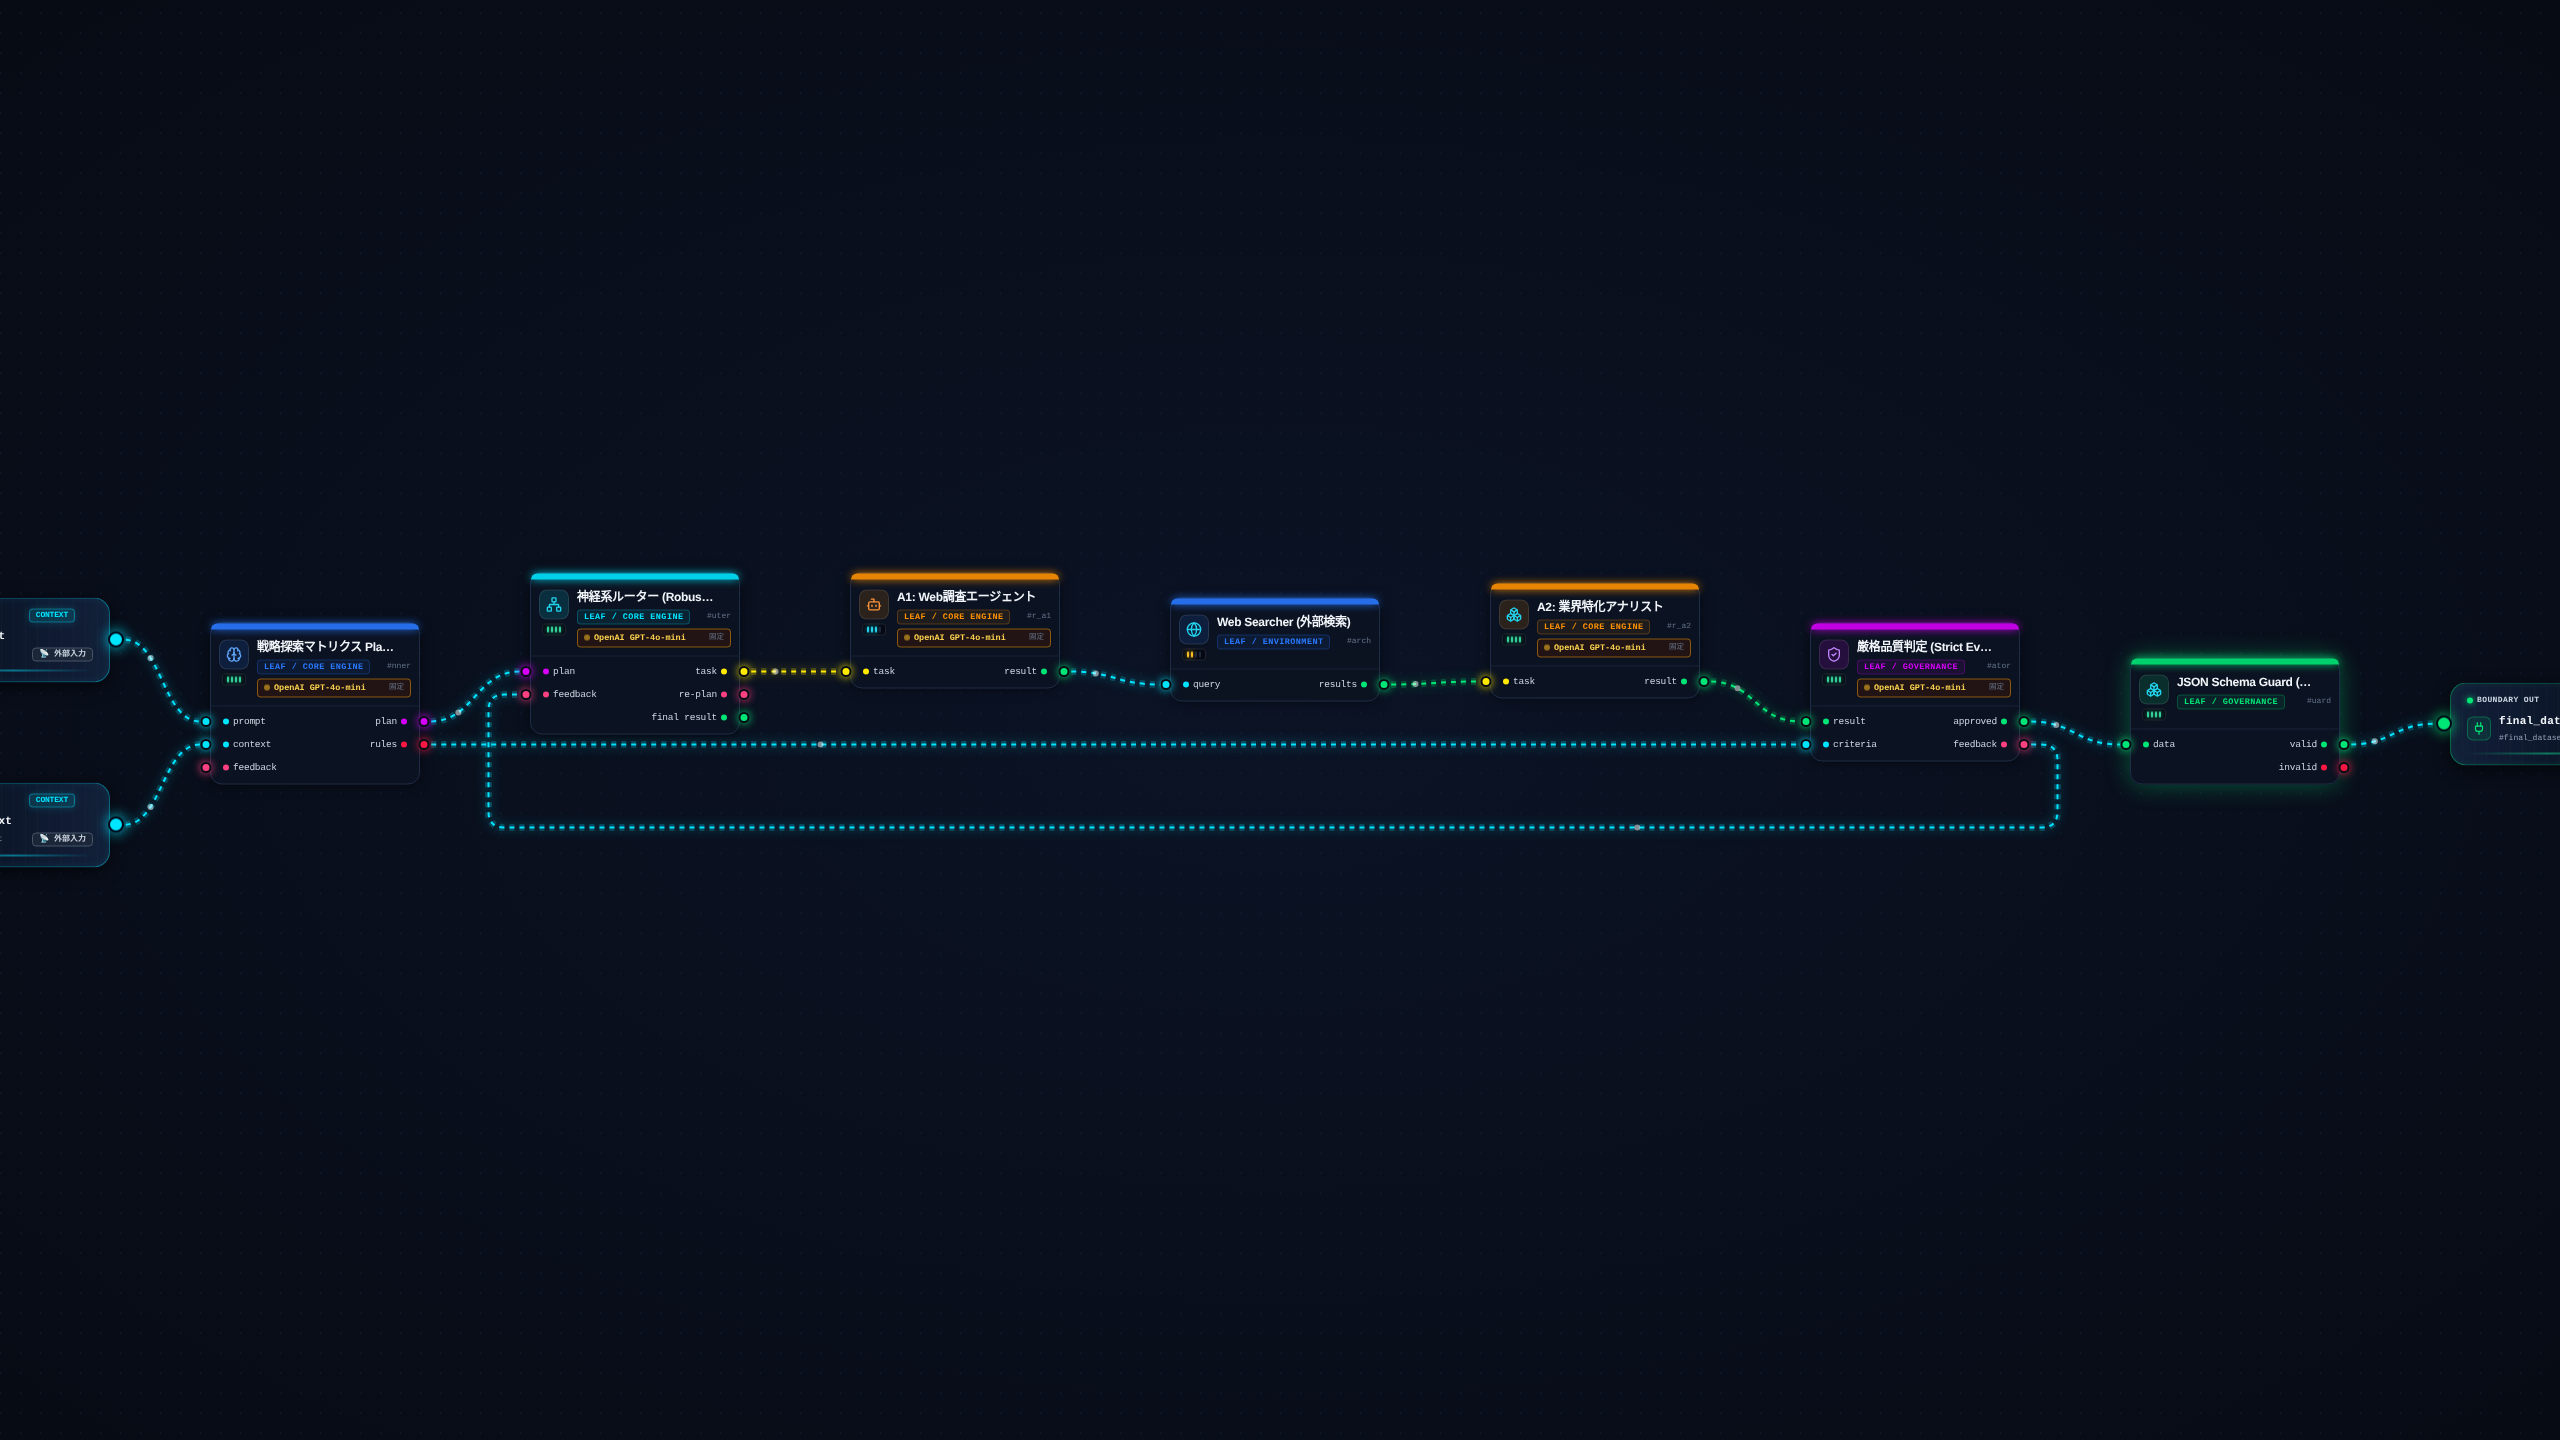 CONTEXT
t
📡 外部入力
CONTEXT
xt
📡 外部入力
戦略探索マトリクス Pla…
LEAF / CORE ENGINE
#nner
OpenAI GPT-4o-mini
固定
prompt
plan
context
rules
feedback
神経系ルーター (Robus…
LEAF / CORE ENGINE
#uter
OpenAI GPT-4o-mini
固定
plan
task
feedback
re-plan
final result
A1: Web調査エージェント
LEAF / CORE ENGINE
#r_a1
OpenAI GPT-4o-mini
固定
task
result
Web Searcher (外部検索)
LEAF / ENVIRONMENT
#arch
query
results
A2: 業界特化アナリスト
LEAF / CORE ENGINE
#r_a2
OpenAI GPT-4o-mini
固定
task
result
厳格品質判定 (Strict Ev…
LEAF / GOVERNANCE
#ator
OpenAI GPT-4o-mini
固定
result
approved
criteria
feedback
JSON Schema Guard (…
LEAF / GOVERNANCE
#uard
data
valid
invalid
BOUNDARY OUT
final_dat
#final_datase